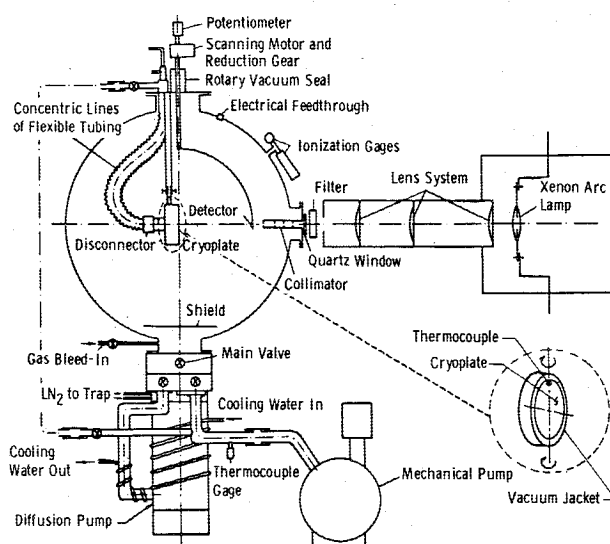 Potentiometer
Scanning Motor and
Reduction Gear
Rotary Vacuum Seal
Electrical Feedthrough
Concentric Lines
of Flexible Tubing
Ionization Gages
Filter
Lens System
Xenon Arc
Lamp
Detector
Disconnector
Cryoplate
Quartz Window
Collimator
Shield
Gas Bleed-In
Main Valve
Thermocouple
Cryoplate
LN2 to Trap
Cooling Water In
Cooling
Water Out
Thermocouple
Gage
Mechanical Pump
Diffusion Pump
Vacuum Jacket